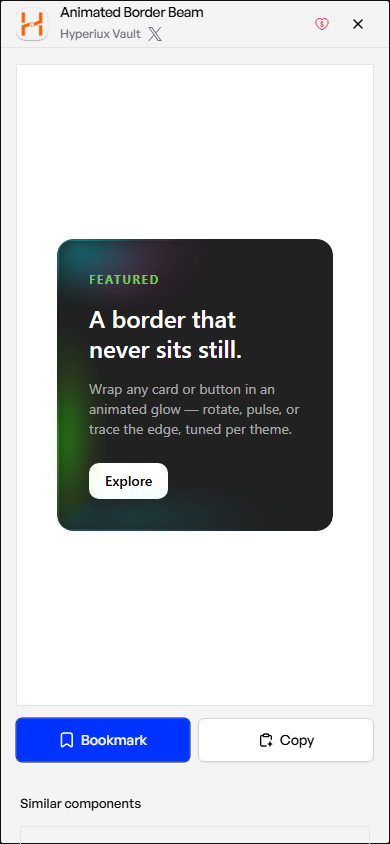 Animated Border Beam
Hyperiux Vault
FEATURED
A border that
never sits still.
Wrap any card or button in an
animated glow — rotate, pulse, or
trace the edge, tuned per theme.
Explore
Bookmark
Copy
Similar components